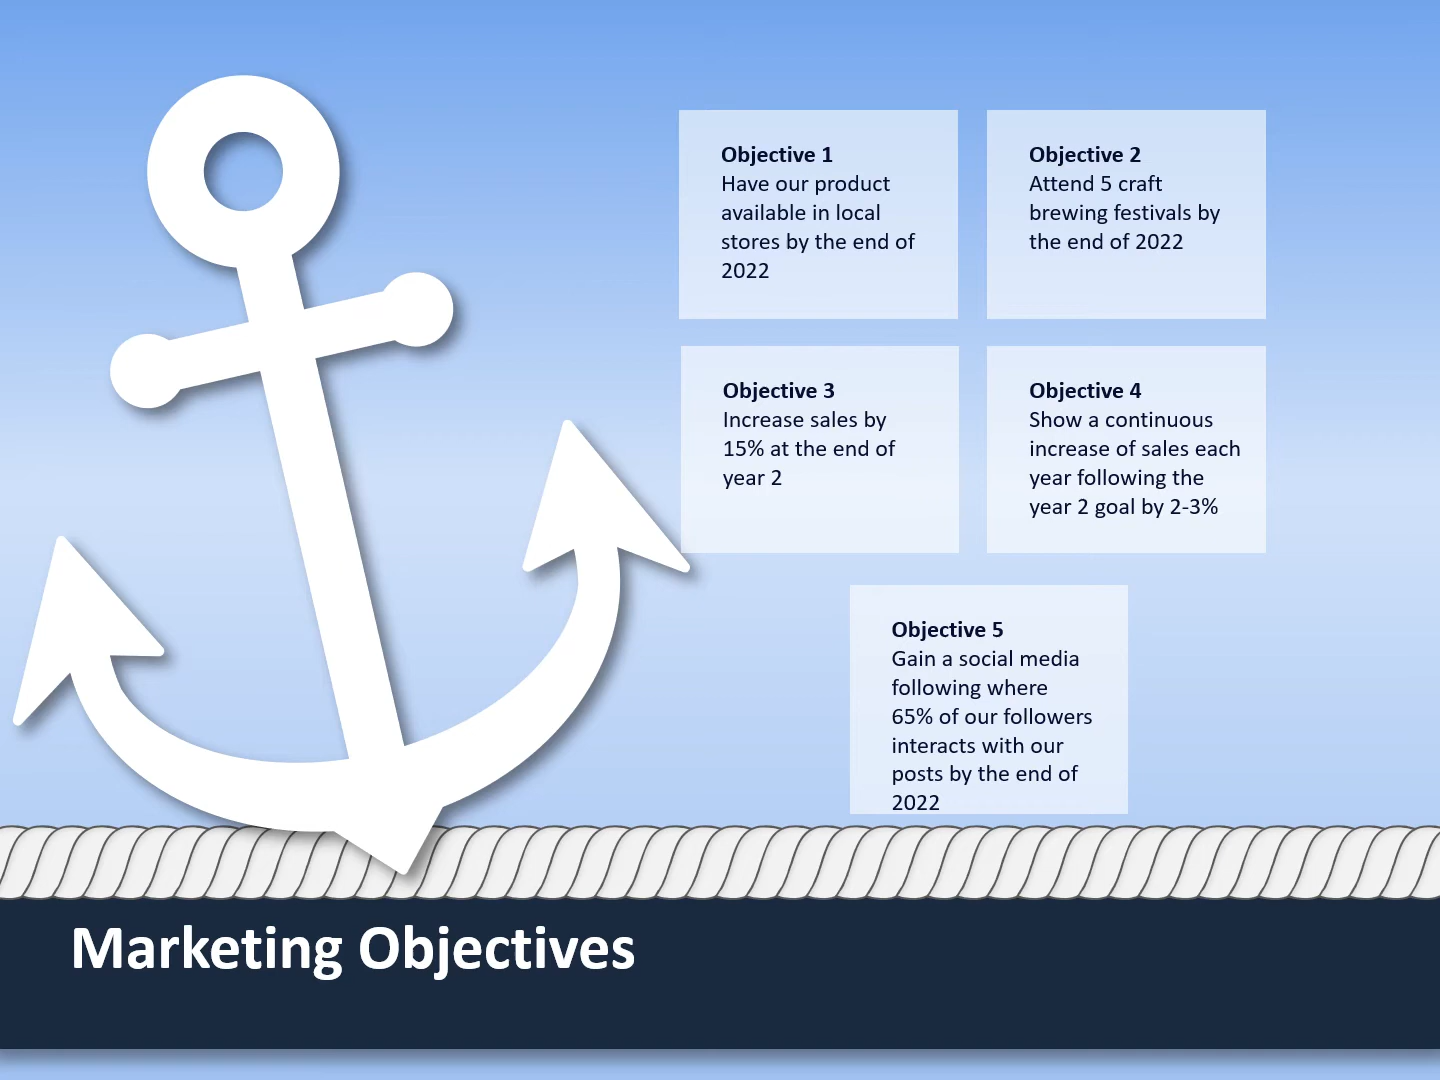 Objective 1
Have our product
available in local
stores by the end of
2022
Objective 2
Attend 5 craft
brewing festivals by
the end of 2022
Objective 3
Increase sales by
15% at the end of
year 2
Objective 4
Show a continuous
increase of sales each
year following the
year 2 goal by 2-3%
Objective 5
Gain a social media
following where
65% of our followers
interacts with our
posts by the end of
2022
Marketing Objectives